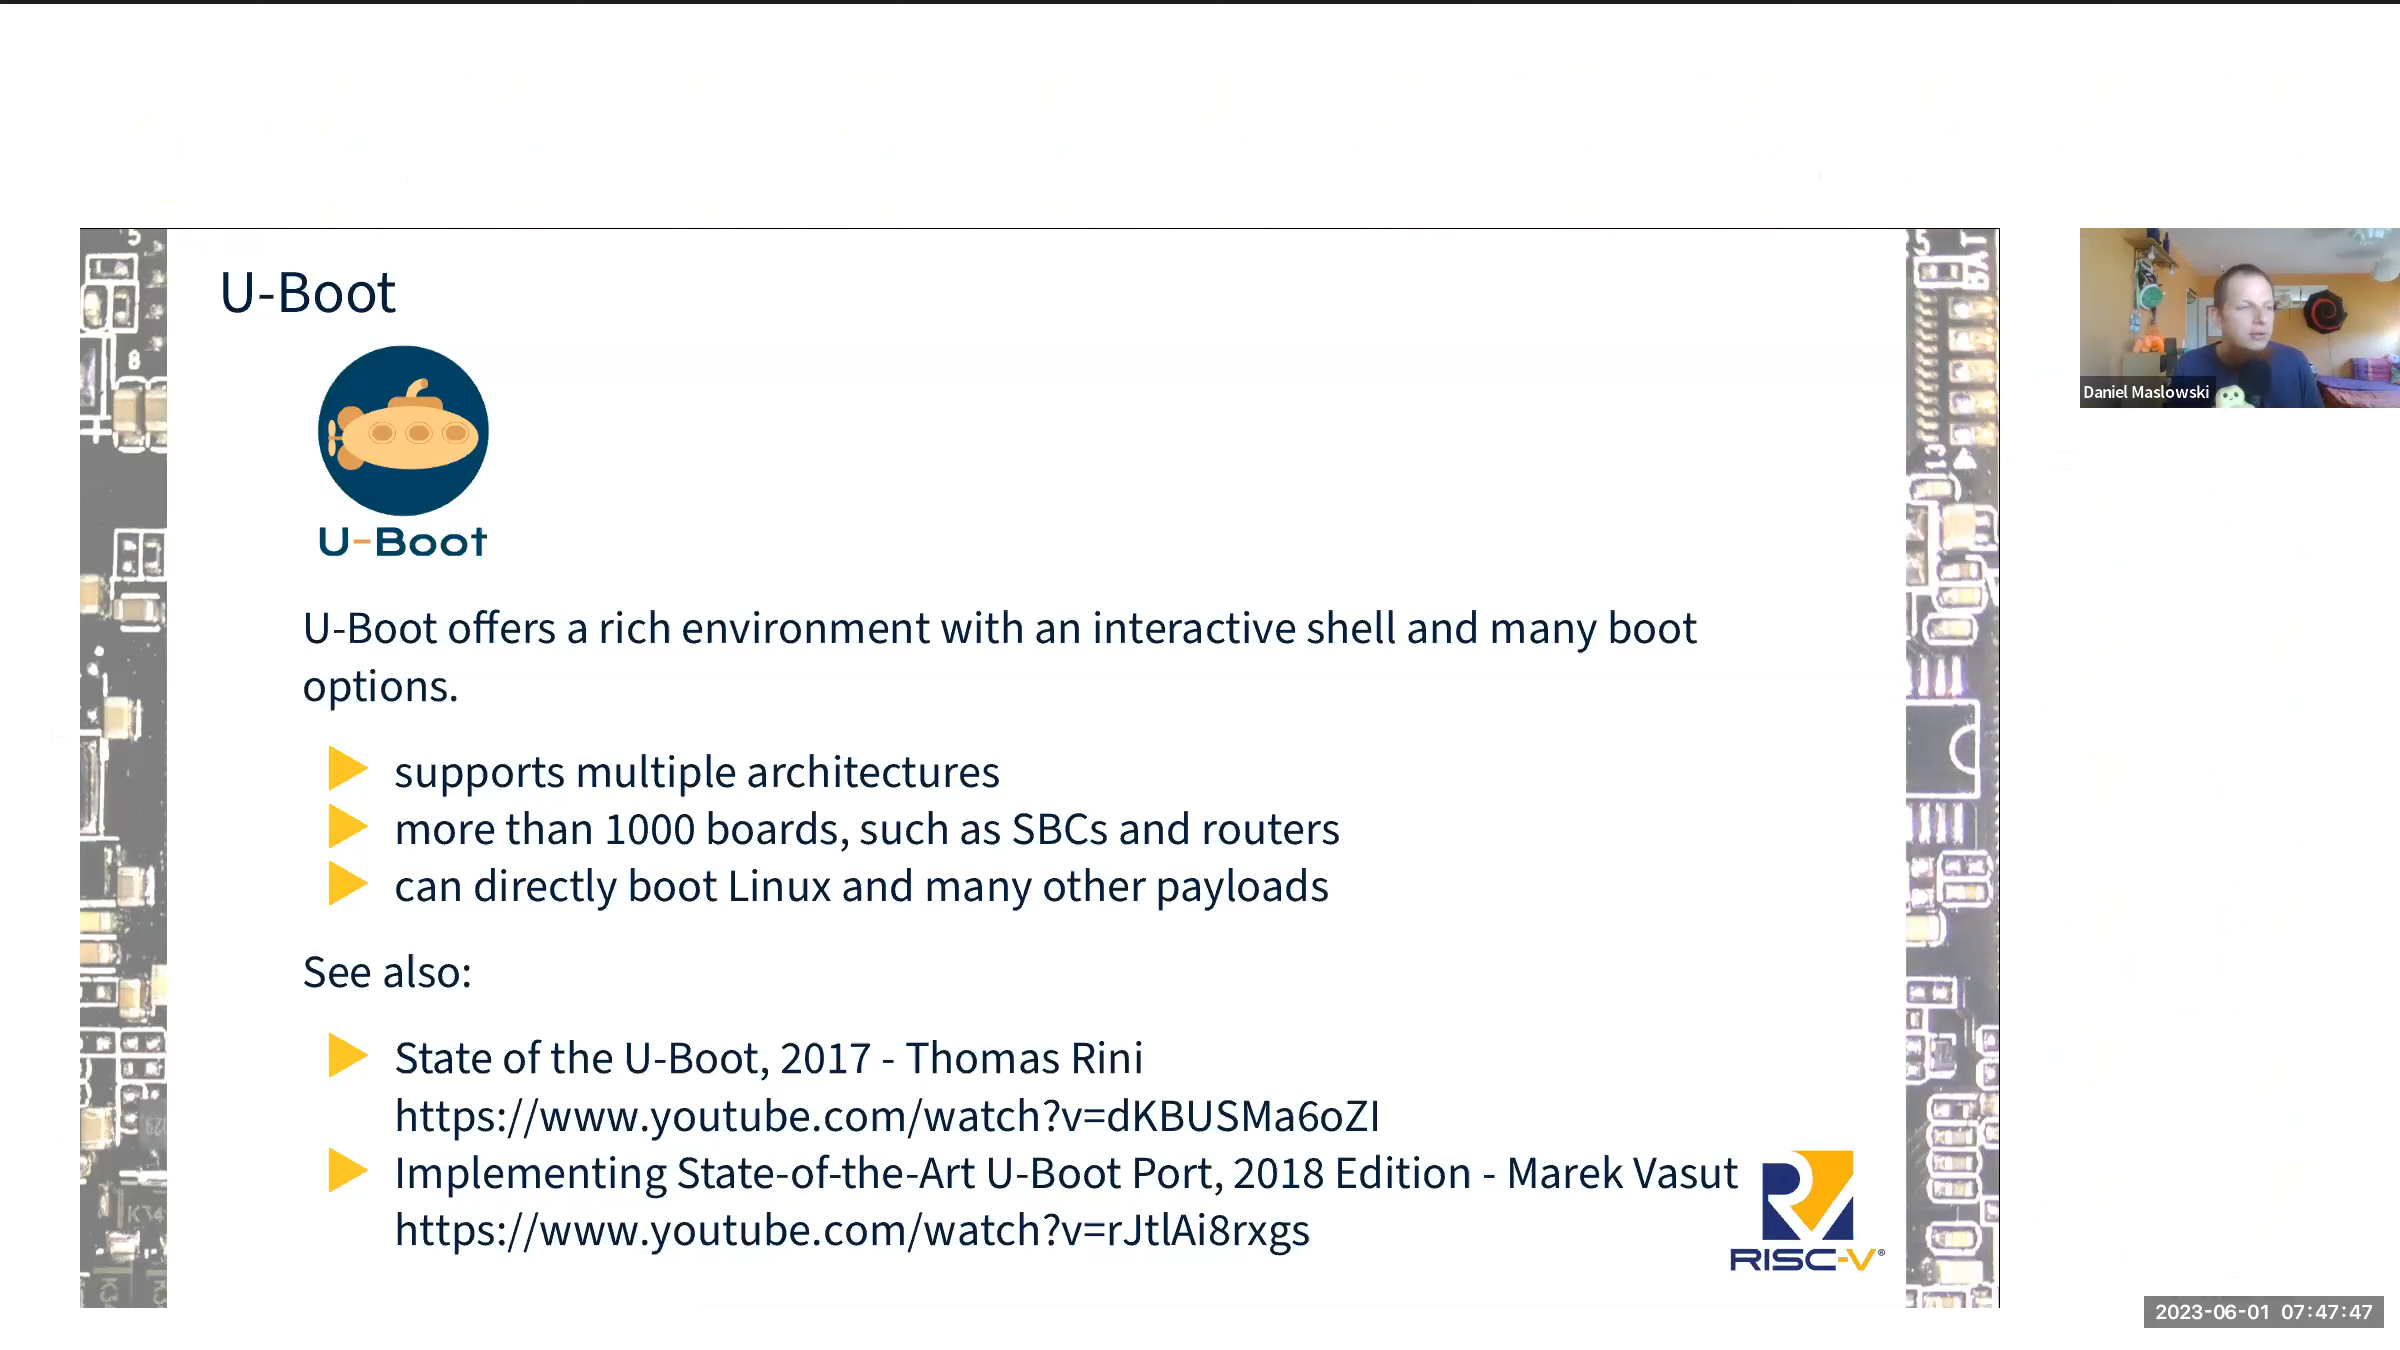 U-Boot
U-Boot
U-Boot offers a rich environment with an interactive shell and many boot
options.
supports multiple architectures
more than 1000 boards, such as SBCs and routers
can directly boot Linux and many other payloads
See also:
State of the U-Boot, 2017 - Thomas Rini
https://www.youtube.com/watch?v=dKBUSMa6oZI
Implementing State-of-the-Art U-Boot Port, 2018 Edition - Marek Vasut
https://www.youtube.com/watch?v=rJtlAi8rxgs
RISC-V®
Daniel Maslowski
2023-06-01 07:47:47